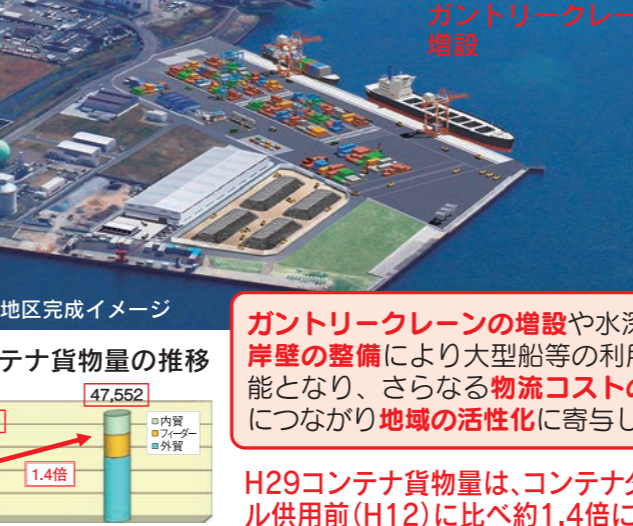 ガントリークレー
増設
地区完成イメージ
テナ貨物量の推移
47,552
内貿
フィーダー
外貿
1.4倍
ガントリークレーンの増設や水深
岸壁の整備により大型船等の利用
能となり、さらなる物流コストの
につながり地域の活性化に寄与し
H29コンテナ貨物量は、コンテナタ
ル供用前(H12)に比べ約1.4倍に